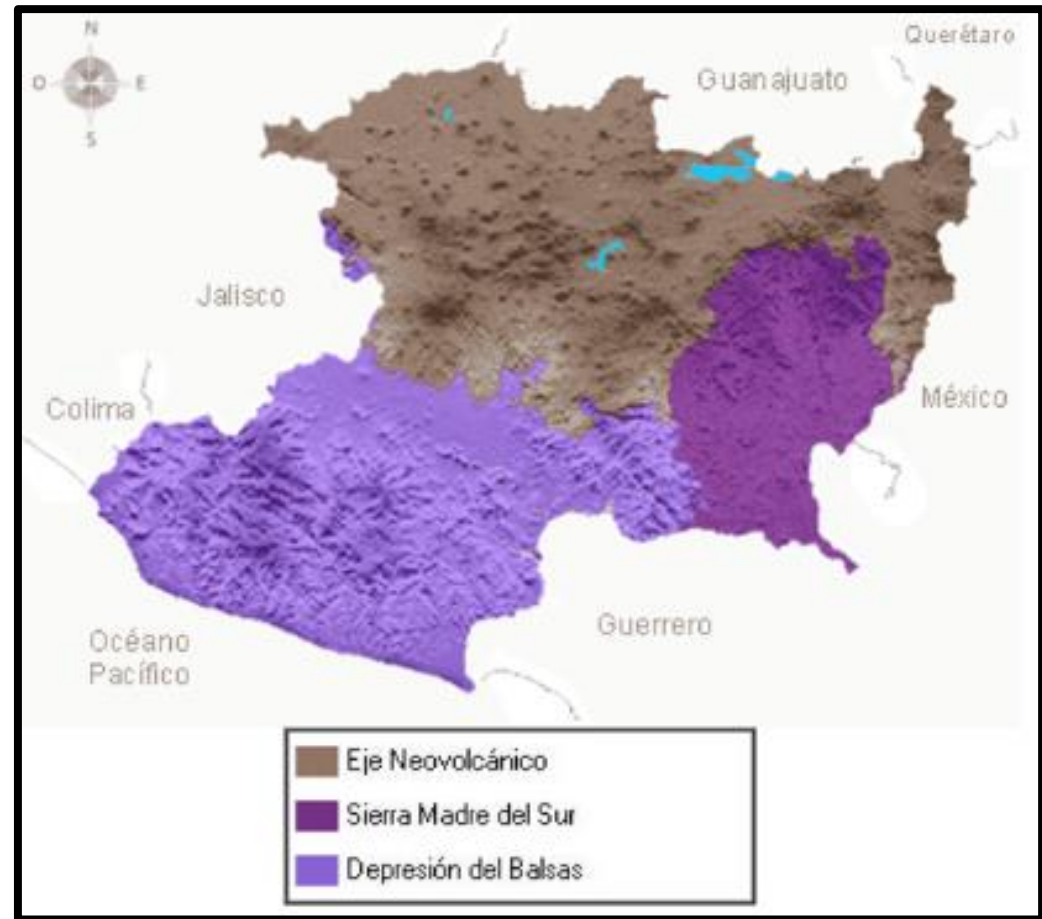 N
Querétaro
Guanajuato
O
E
S
Jalisco
Colima
México
Guerrero
Océano
Pacífico
Eje Neovolcánico
Sierra Madre del Sur
Depresión del Balsas